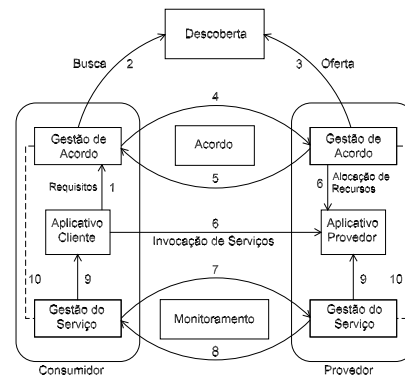 Descoberta
Busca 2
3 Oferta
4
Gestão de
Acordo
Acordo
Gestão de
Acordo
5
Requisitos 1
6 Alocação de
Recursos
Aplicativo
Cliente
6
Invocação de Serviços
Aplicativo
Provedor
7
10 9
9 10
Gestão do
Serviço
Monitoramento
Gestão do
Serviço
8
Consumidor
Provedor